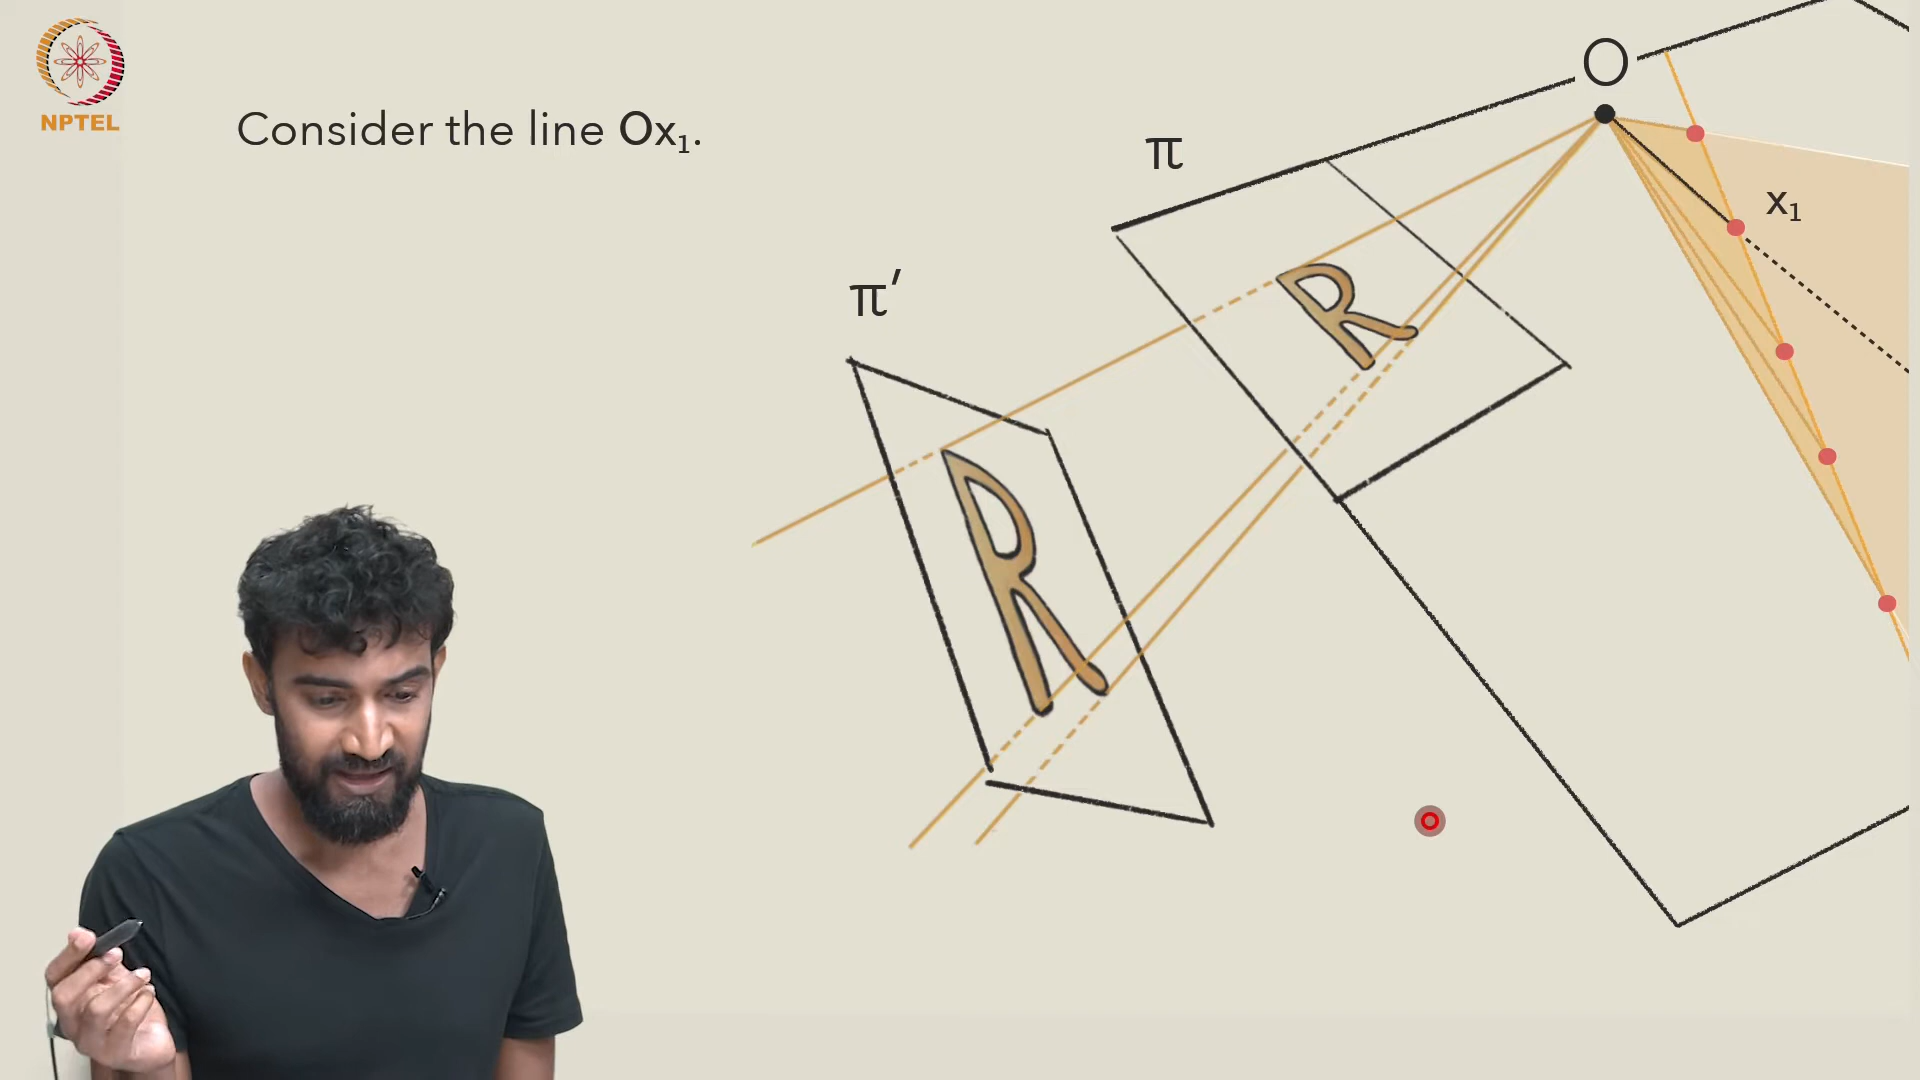 NPTEL
Consider the line Ox₁.
O
π
x₁
π′
R
R